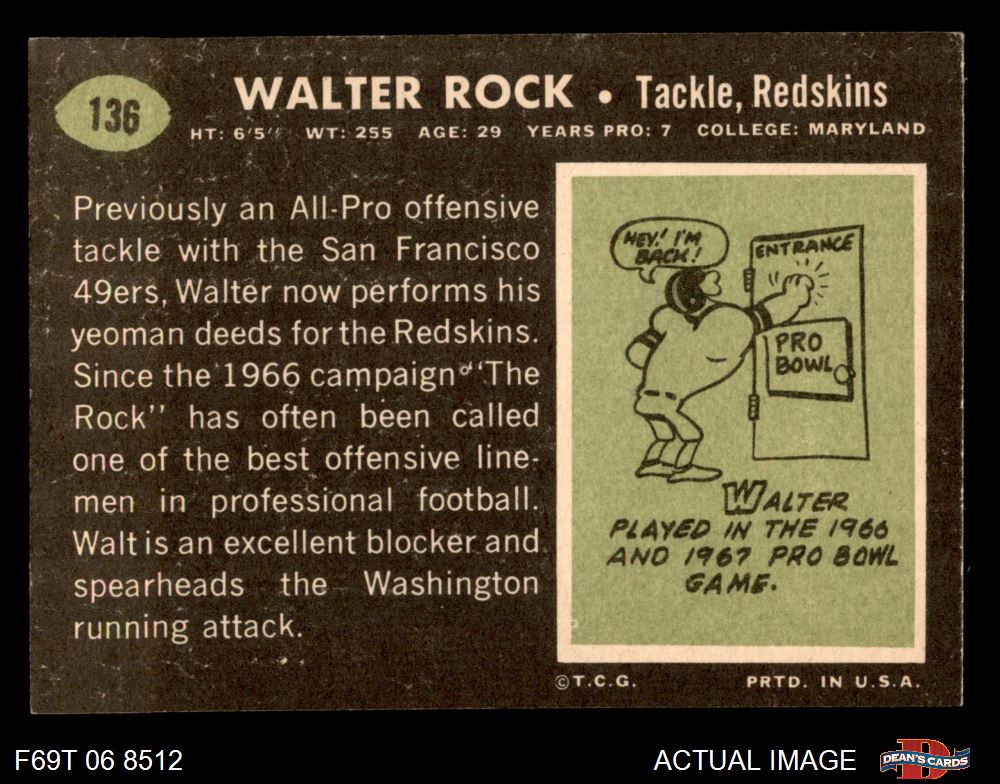 136
WALTER ROCK • Tackle, Redskins
HT: 6'5" WT: 255 AGE: 29 YEARS PRO: 7 COLLEGE: MARYLAND
Previously an All-Pro offensive
tackle with the San Francisco
49ers, Walter now performs his
yeoman deeds for the Redskins.
Since the 1966 campaign "The
Rock" has often been called
one of the best offensive line-
men in professional football.
Walt is an excellent blocker and
spearheads the Washington
running attack.
HEY! I'M
BACK!
ENTRANCE
PRO
BOWL
WALTER
PLAYED IN THE 1966
AND 1967 PRO BOWL
GAME.
©T.C.G. PRTD. IN U.S.A.
F69T 06 8512 ACTUAL IMAGE
DEAN'S CARDS